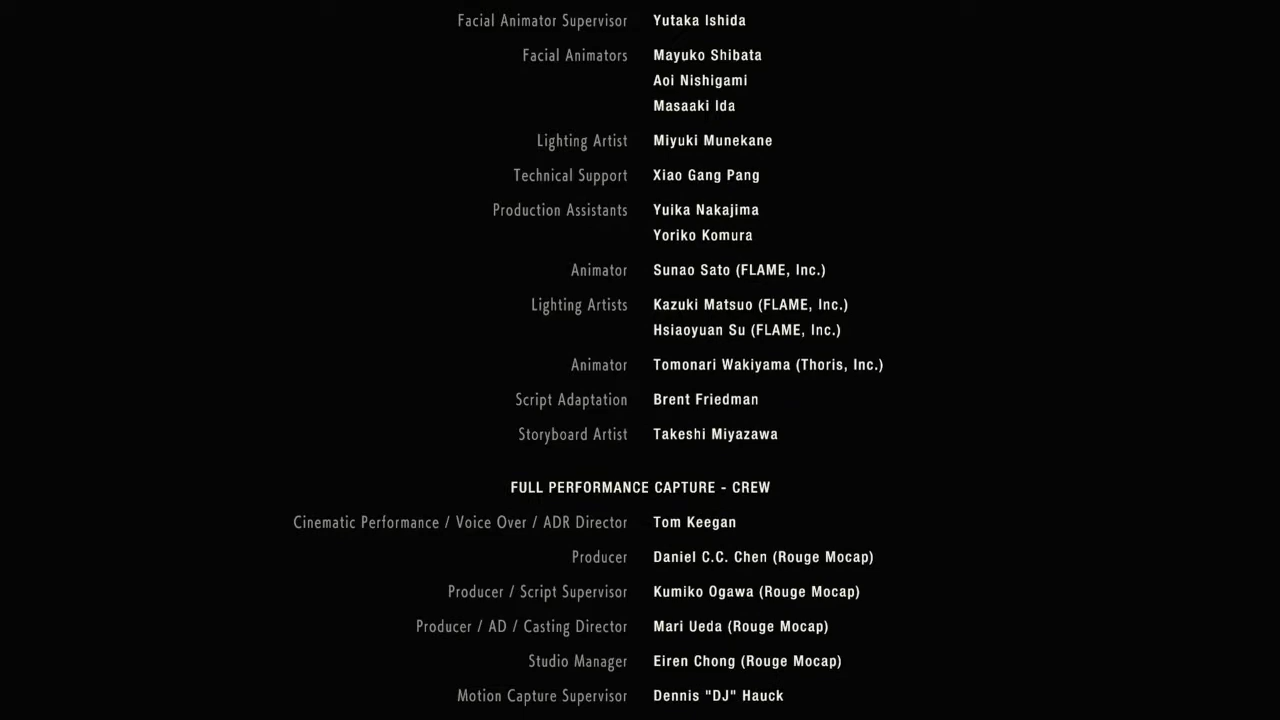 Facial Animator Supervisor Yutaka Ishida
Facial Animators Mayuko Shibata
Aoi Nishigami
Masaaki Ida
Lighting Artist Miyuki Munekane
Technical Support Xiao Gang Pang
Production Assistants Yuika Nakajima
Yoriko Komura
Animator Sunao Sato (FLAME, Inc.)
Lighting Artists Kazuki Matsuo (FLAME, Inc.)
Hsiaoyuan Su (FLAME, Inc.)
Animator Tomonari Wakiyama (Thoris, Inc.)
Script Adaptation Brent Friedman
Storyboard Artist Takeshi Miyazawa
FULL PERFORMANCE CAPTURE - CREW
Cinematic Performance / Voice Over / ADR Director Tom Keegan
Producer Daniel C.C. Chen (Rouge Mocap)
Producer / Script Supervisor Kumiko Ogawa (Rouge Mocap)
Producer / AD / Casting Director Mari Ueda (Rouge Mocap)
Studio Manager Eiren Chong (Rouge Mocap)
Motion Capture Supervisor Dennis "DJ" Hauck